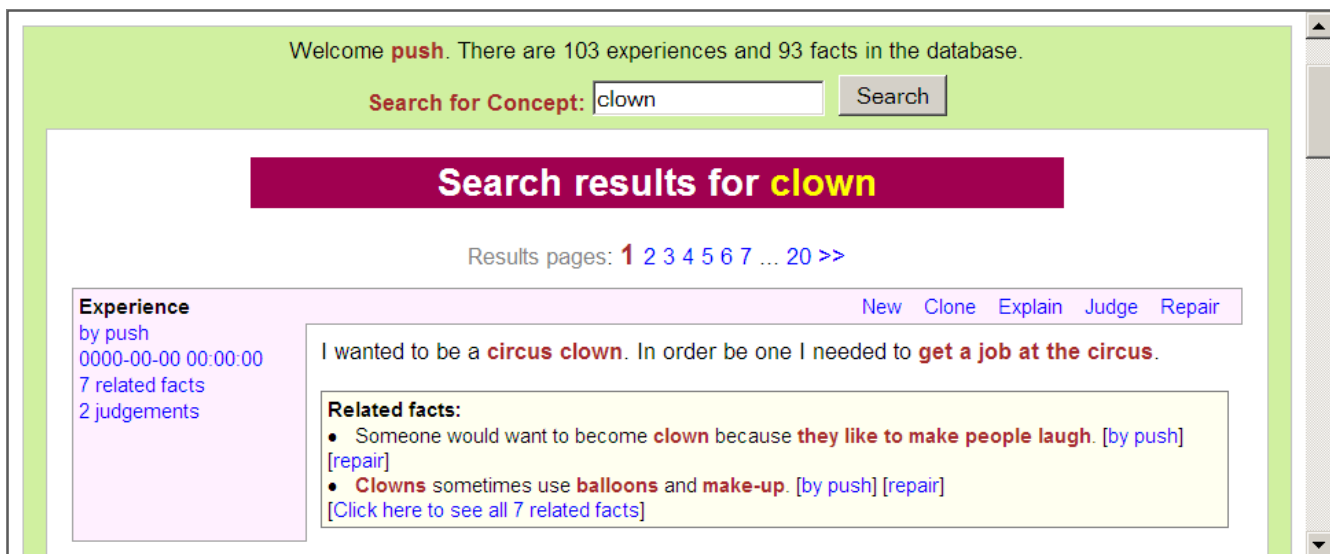 Welcome push. There are 103 experiences and 93 facts in the database.
Search for Concept: clown Search
Search results for clown
Results pages: 1 2 3 4 5 6 7 ... 20 >>
Experience
by push
0000-00-00 00:00:00
7 related facts
2 judgements
New Clone Explain Judge Repair
I wanted to be a circus clown. In order be one I needed to get a job at the circus.
Related facts:
• Someone would want to become clown because they like to make people laugh. [by push]
[repair]
• Clowns sometimes use balloons and make-up. [by push] [repair]
[Click here to see all 7 related facts]